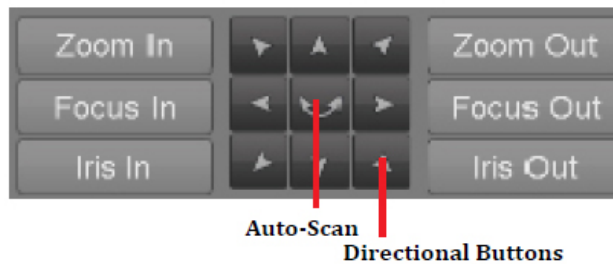 Zoom In Zoom Out
Focus In Focus Out
Iris In Iris Out
Auto-Scan
Directional Buttons